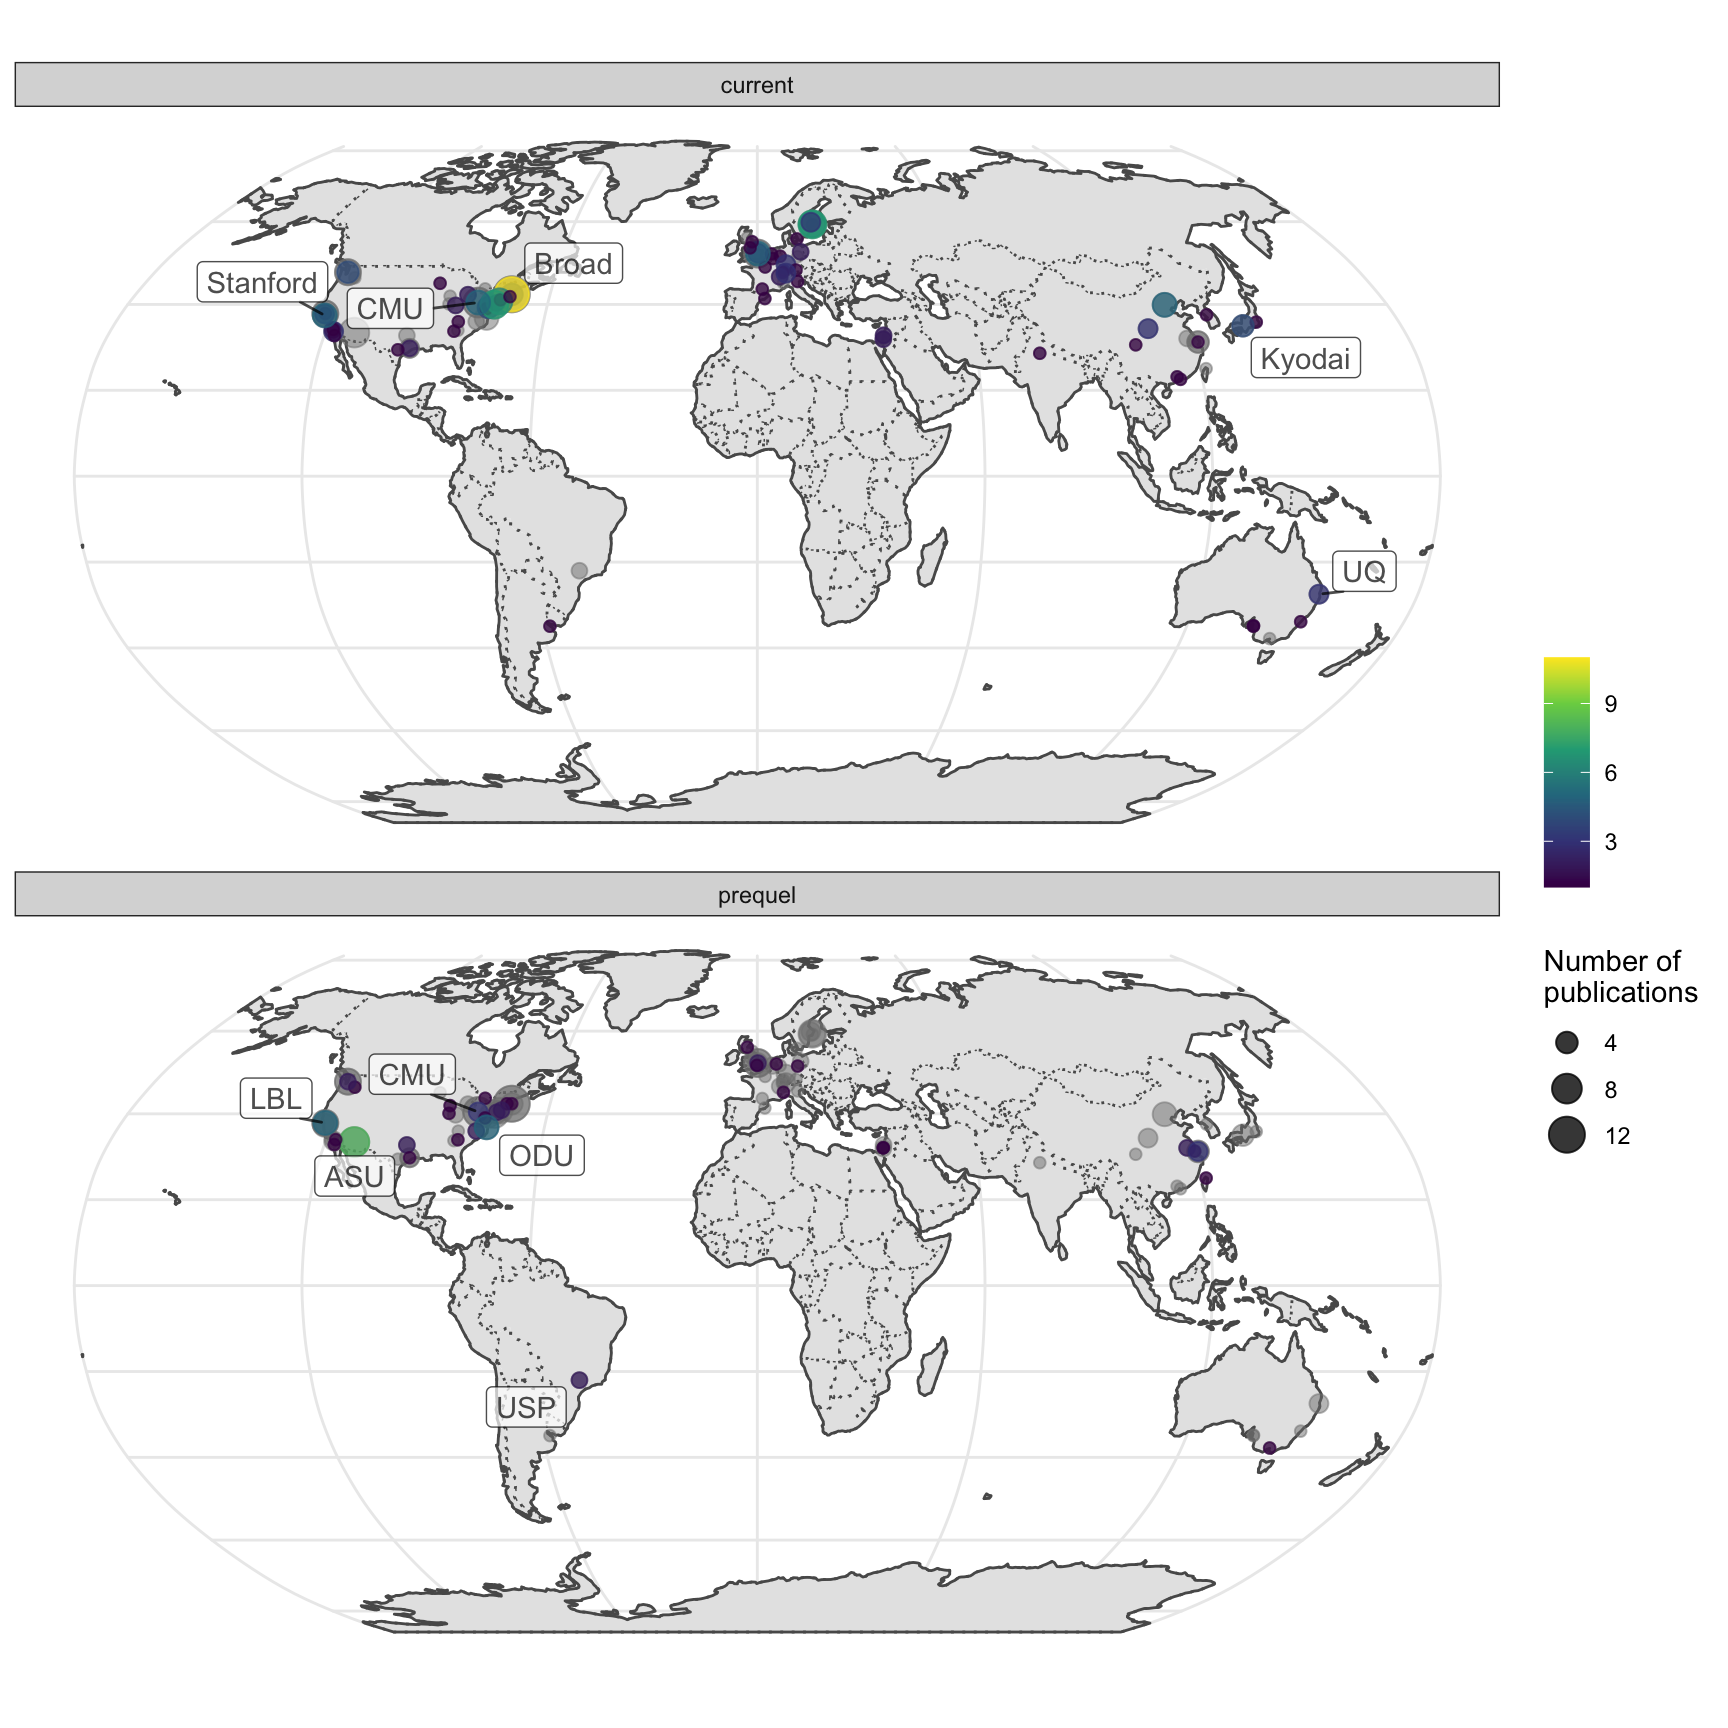 current
Broad
Stanford
CMU
Kyodai
UQ
9
6
3
prequel
Number of
publications
4
8
12
CMU
LBL
ODU
ASU
USP